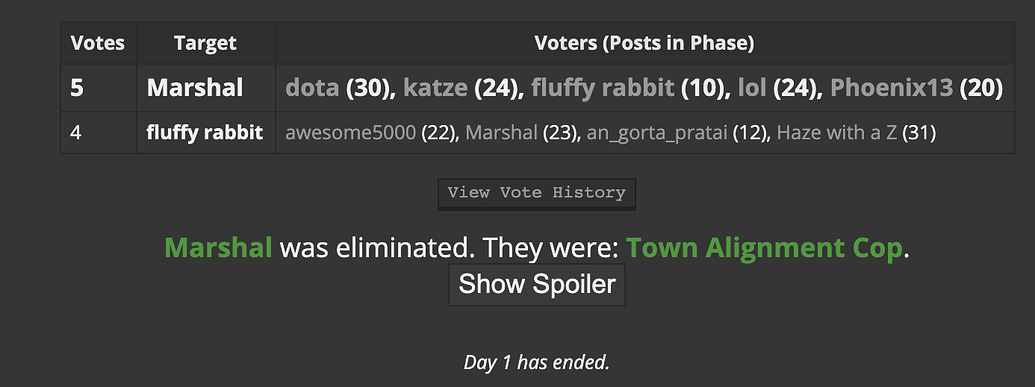 Votes Target Voters (Posts in Phase)
5 Marshal dota (30), katze (24), fluffy rabbit (10), lol (24), Phoenix13 (20)
4 fluffy rabbit awesome5000 (22), Marshal (23), an_gorta_pratai (12), Haze with a Z (31)
View Vote History
Marshal was eliminated. They were: Town Alignment Cop.
Show Spoiler
Day 1 has ended.